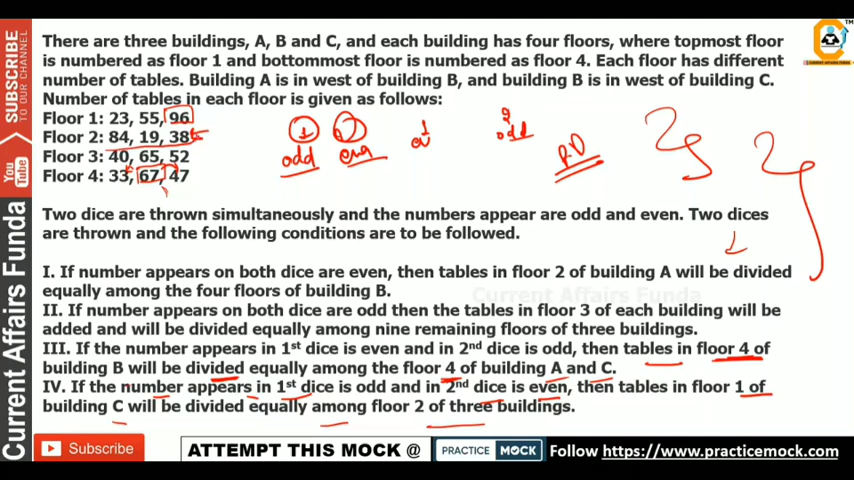 There are three buildings, A, B and C, and each building has four floors, where topmost floor
is numbered as floor 1 and bottommost floor is numbered as floor 4. Each floor has different
number of tables. Building A is in west of building B, and building B is in west of building C.
Number of tables in each floor is given as follows:
Floor 1: 23, 55, 96
Floor 2: 84, 19, 38
Floor 3: 40, 65, 52
Floor 4: 33, 67, 47
1
odd
2
odd
Two dice are thrown simultaneously and the numbers appear are odd and even. Two dices
are thrown and the following conditions are to be followed.
I. If number appears on both dice are even, then tables in floor 2 of building A will be divided
equally among the four floors of building B.
Current Affairs Funda
II. If number appears on both dice are odd then the tables in floor 3 of each building will be
added and will be divided equally among nine remaining floors of three buildings.
III. If the number appears in 1st dice is even and in 2nd dice is odd, then tables in floor 4 of
building B will be divided equally among the floor 4 of building A and C.
IV. If the number appears in 1st dice is odd and in 2nd dice is even, then tables in floor 1 of
building C will be divided equally among floor 2 of three buildings.
SUBSCRIBE
TO OUR CHANNEL
You
Tube
Current Affairs Funda
Subscribe
ATTEMPT THIS MOCK @
PRACTICE MOCK
Follow https://www.practicemock.com